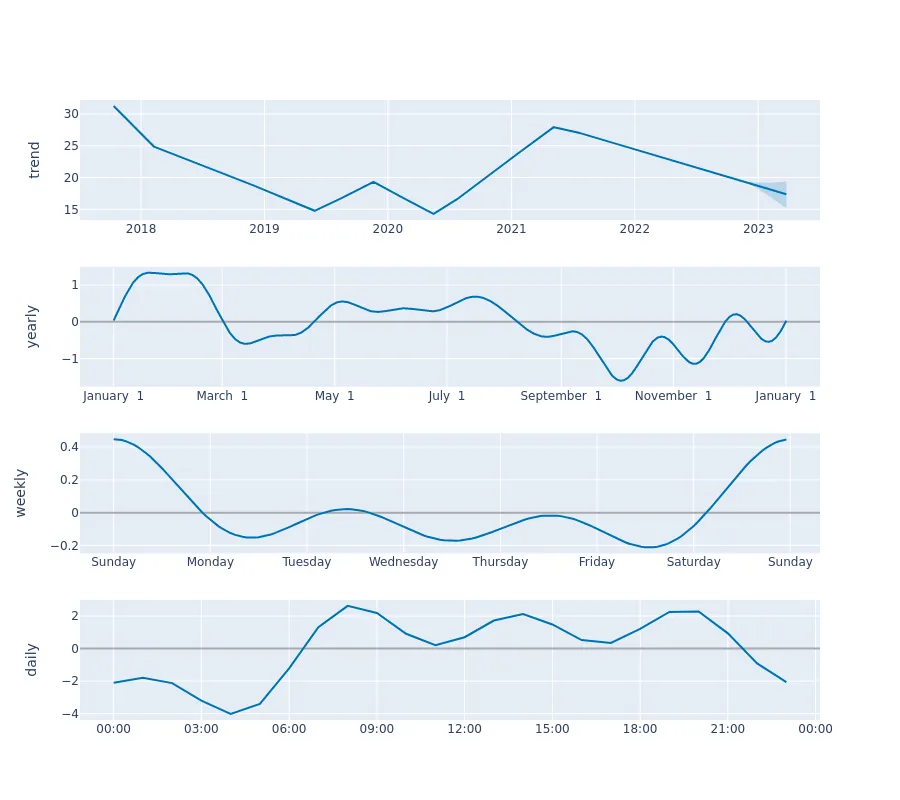 trend
30
25
20
15
2018 2019 2020 2021 2022 2023
yearly
1
0
−1
January 1 March 1 May 1 July 1 September 1 November 1 January 1
weekly
0.4
0.2
0
−0.2
Sunday Monday Tuesday Wednesday Thursday Friday Saturday Sunday
daily
2
0
−2
−4
00:00 03:00 06:00 09:00 12:00 15:00 18:00 21:00 00:00